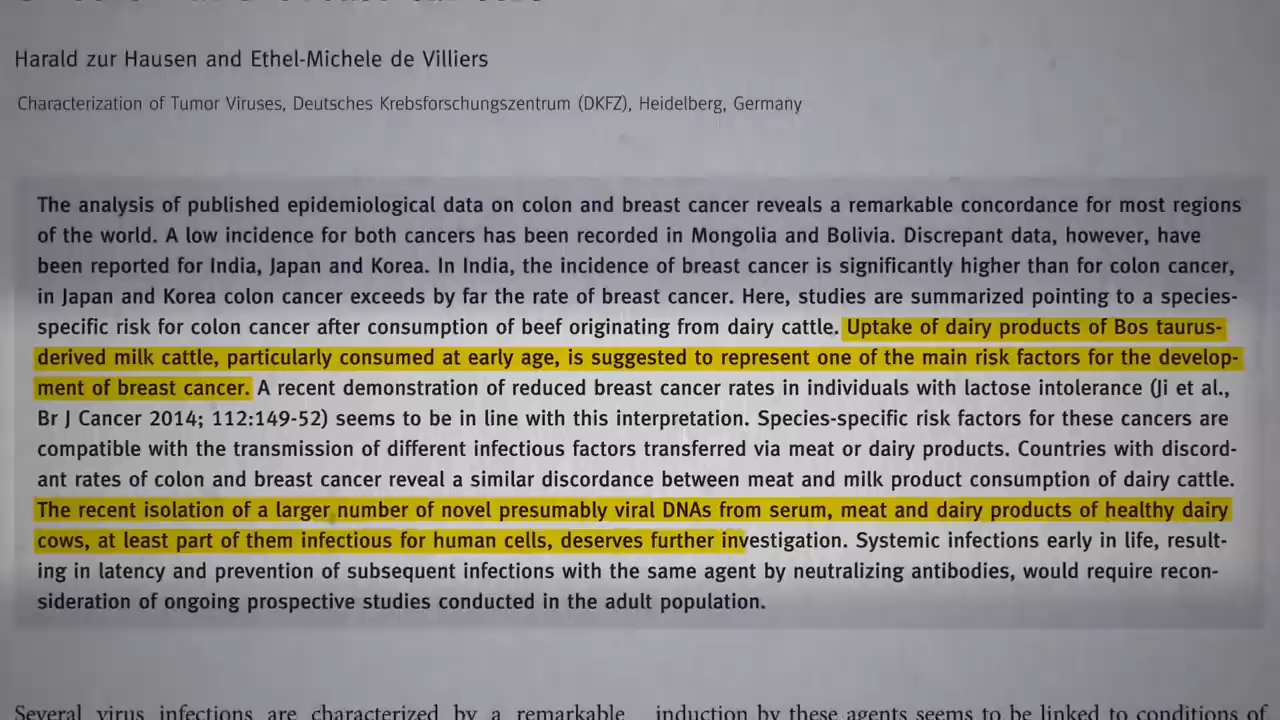 Harald zur Hausen and Ethel-Michele de Villiers
Characterization of Tumor Viruses, Deutsches Krebsforschungszentrum (DKFZ), Heidelberg, Germany
The analysis of published epidemiological data on colon and breast cancer reveals a remarkable concordance for most regions
of the world. A low incidence for both cancers has been recorded in Mongolia and Bolivia. Discrepant data, however, have
been reported for India, Japan and Korea. In India, the incidence of breast cancer is significantly higher than for colon cancer,
in Japan and Korea colon cancer exceeds by far the rate of breast cancer. Here, studies are summarized pointing to a species-
specific risk for colon cancer after consumption of beef originating from dairy cattle. Uptake of dairy products of Bos taurus-
derived milk cattle, particularly consumed at early age, is suggested to represent one of the main risk factors for the develop-
ment of breast cancer. A recent demonstration of reduced breast cancer rates in individuals with lactose intolerance (Ji et al.,
Br J Cancer 2014; 112:149-52) seems to be in line with this interpretation. Species-specific risk factors for these cancers are
compatible with the transmission of different infectious factors transferred via meat or dairy products. Countries with discord-
ant rates of colon and breast cancer reveal a similar discordance between meat and milk product consumption of dairy cattle.
The recent isolation of a larger number of novel presumably viral DNAs from serum, meat and dairy products of healthy dairy
cows, at least part of them infectious for human cells, deserves further investigation. Systemic infections early in life, result-
ing in latency and prevention of subsequent infections with the same agent by neutralizing antibodies, would require recon-
sideration of ongoing prospective studies conducted in the adult population.
Several virus infections are characterized by a remarkable
induction by these agents seems to be linked to conditions of